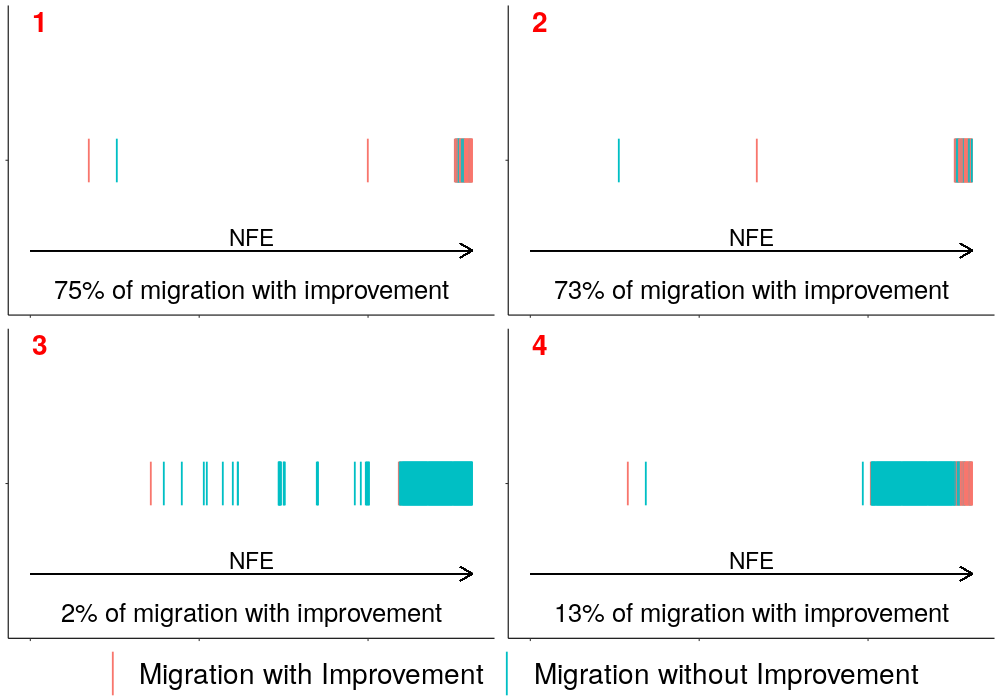 1
NFE
75% of migration with improvement
2
NFE
73% of migration with improvement
3
NFE
2% of migration with improvement
4
NFE
13% of migration with improvement
Migration with Improvement
Migration without Improvement